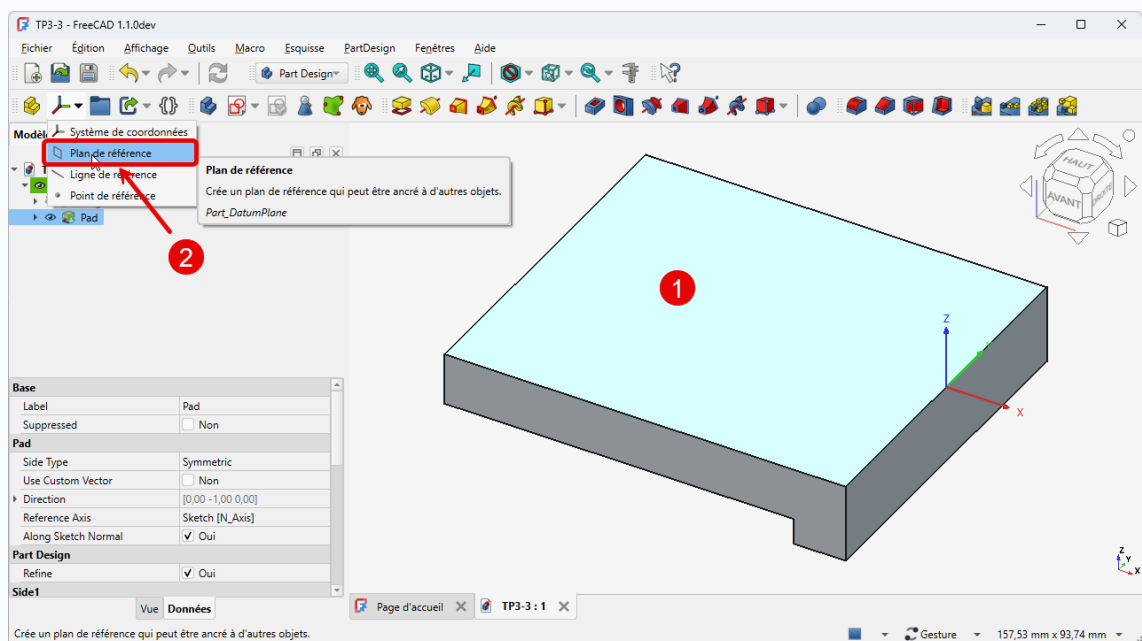 TP3-3 - FreeCAD 1.1.0dev
Fichier Édition Affichage Outils Macro Esquisse PartDesign Fenêtres Aide
Part Design
Système de coordonnées
Plan de référence
Ligne de référence
Point de référence
Plan de référence
Crée un plan de référence qui peut être ancré à d'autres objets.
Part_DatumPlane
Pad
2
1
HAUT
AVANT
DROITE
Z
X
Base
Label Pad
Suppressed Non
Pad
Side Type Symmetric
Use Custom Vector Non
Direction [0,00 -1,00 0,00]
Reference Axis Sketch [N_Axis]
Along Sketch Normal Oui
Part Design
Refine Oui
Side1
Vue Données
Z
Y
X
Page d'accueil TP3-3 : 1
Crée un plan de référence qui peut être ancré à d'autres objets.
Gesture 157,53 mm x 93,74 mm